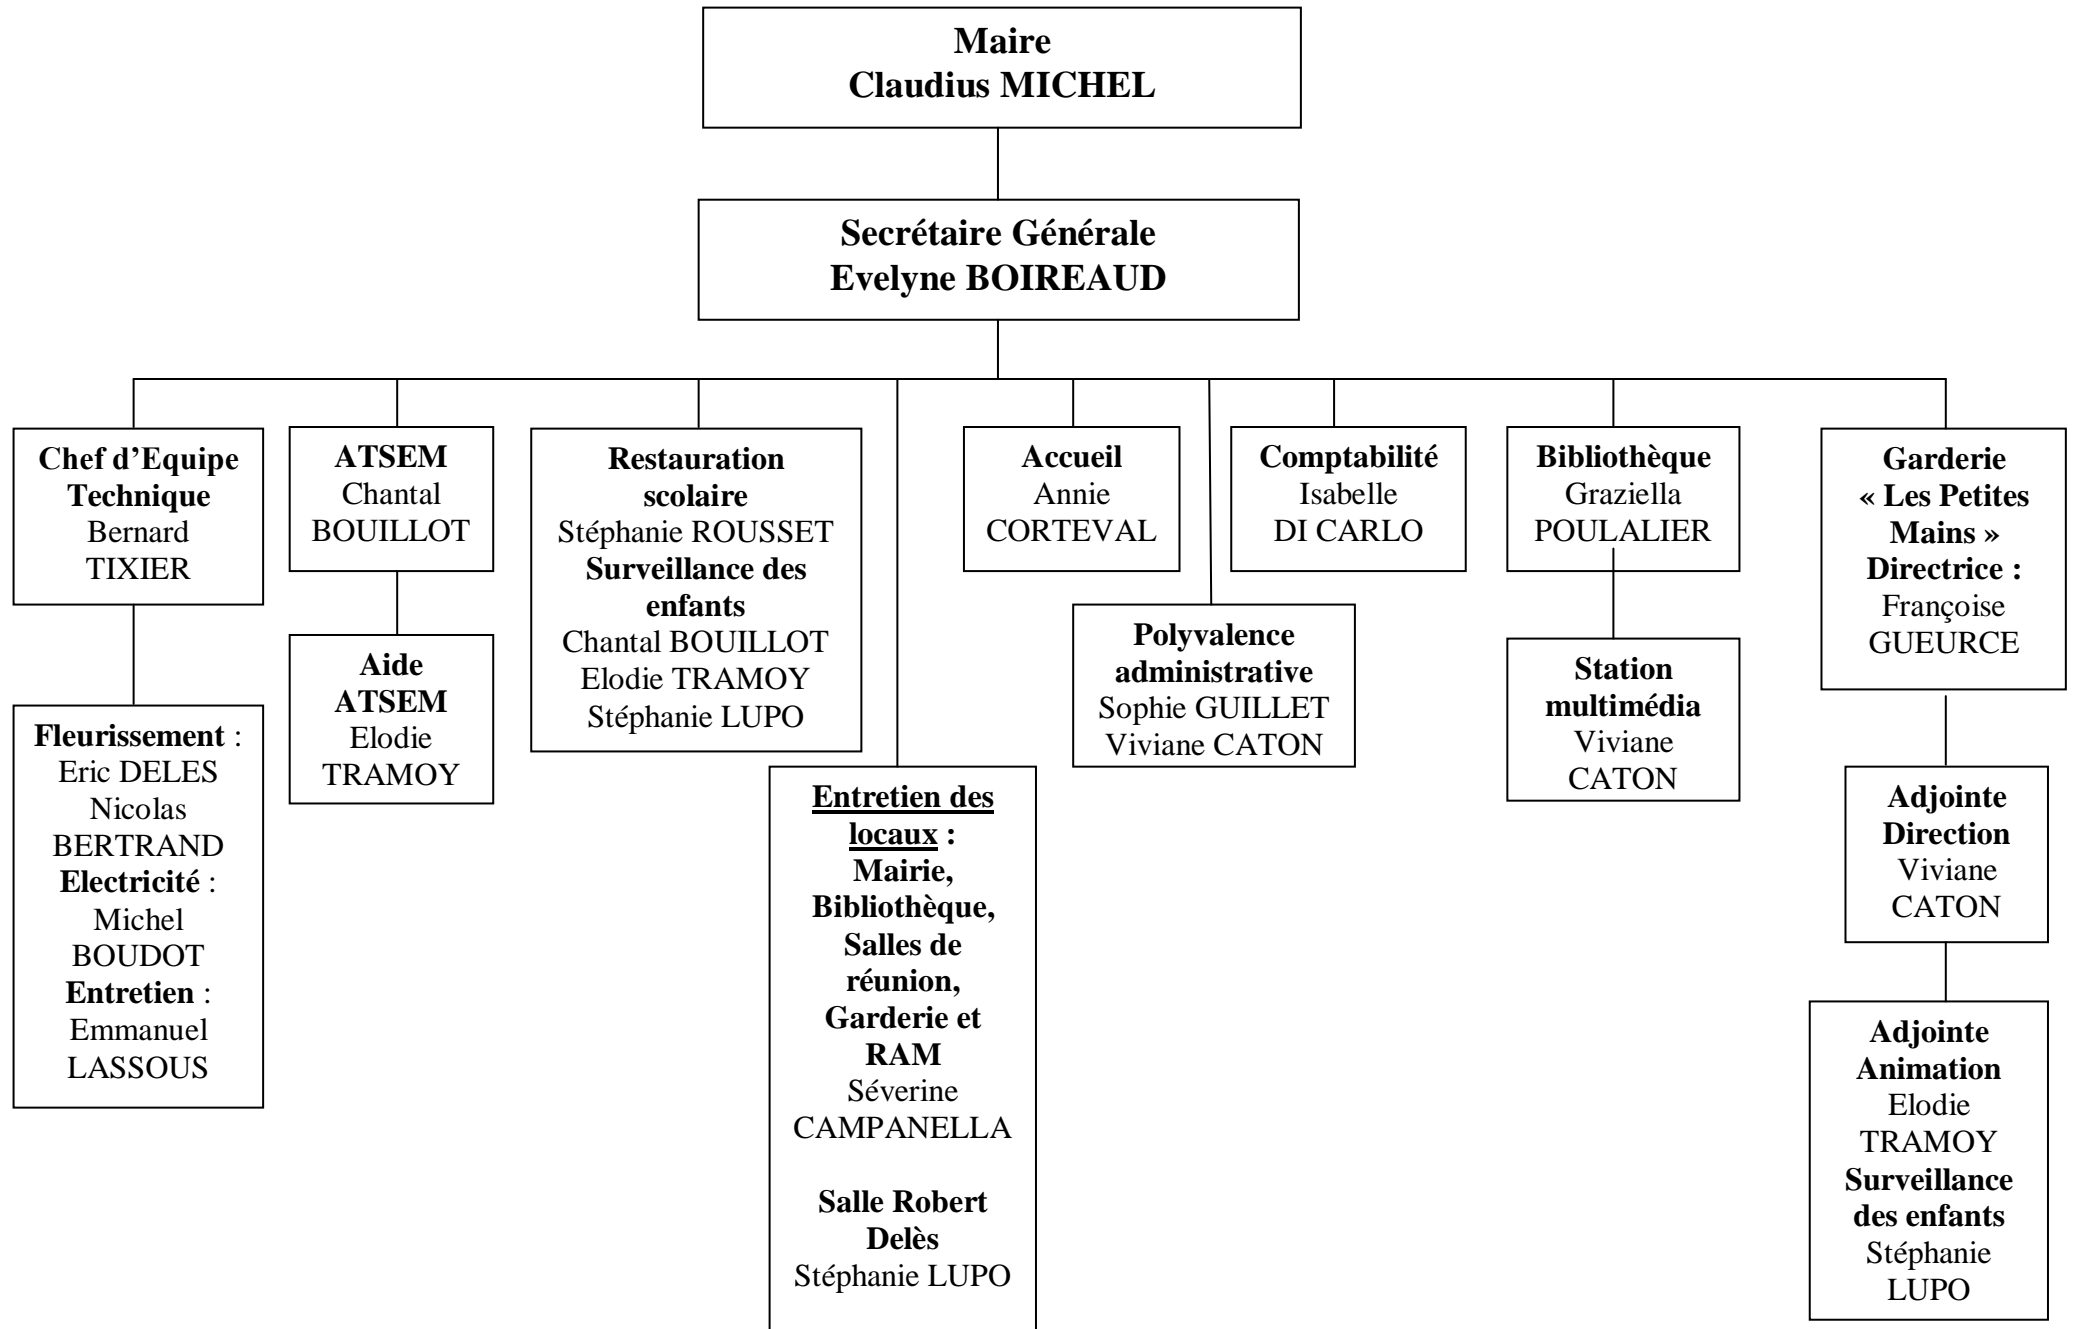 Maire
Claudius MICHEL
Secrétaire Générale
Evelyne BOIREAUD
Chef d’Equipe
Technique
Bernard
TIXIER
Fleurissement :
Eric DELES
Nicolas
BERTRAND
Electricité :
Michel
BOUDOT
Entretien :
Emmanuel
LASSOUS
ATSEM
Chantal
BOUILLOT
Aide
ATSEM
Elodie
TRAMOY
Restauration
scolaire
Stéphanie ROUSSET
Surveillance des
enfants
Chantal BOUILLOT
Elodie TRAMOY
Stéphanie LUPO
Entretien des
locaux :
Mairie,
Bibliothèque,
Salles de
réunion,
Garderie et
RAM
Séverine
CAMPANELLA
Salle Robert
Delès
Stéphanie LUPO
Accueil
Annie
CORTEVAL
Polyvalence
administrative
Sophie GUILLET
Viviane CATON
Comptabilité
Isabelle
DI CARLO
Bibliothèque
Graziella
POULALIER
Station
multimédia
Viviane
CATON
Garderie
« Les Petites
Mains »
Directrice :
Françoise
GUEURCE
Adjointe
Direction
Viviane
CATON
Adjointe
Animation
Elodie
TRAMOY
Surveillance
des enfants
Stéphanie
LUPO